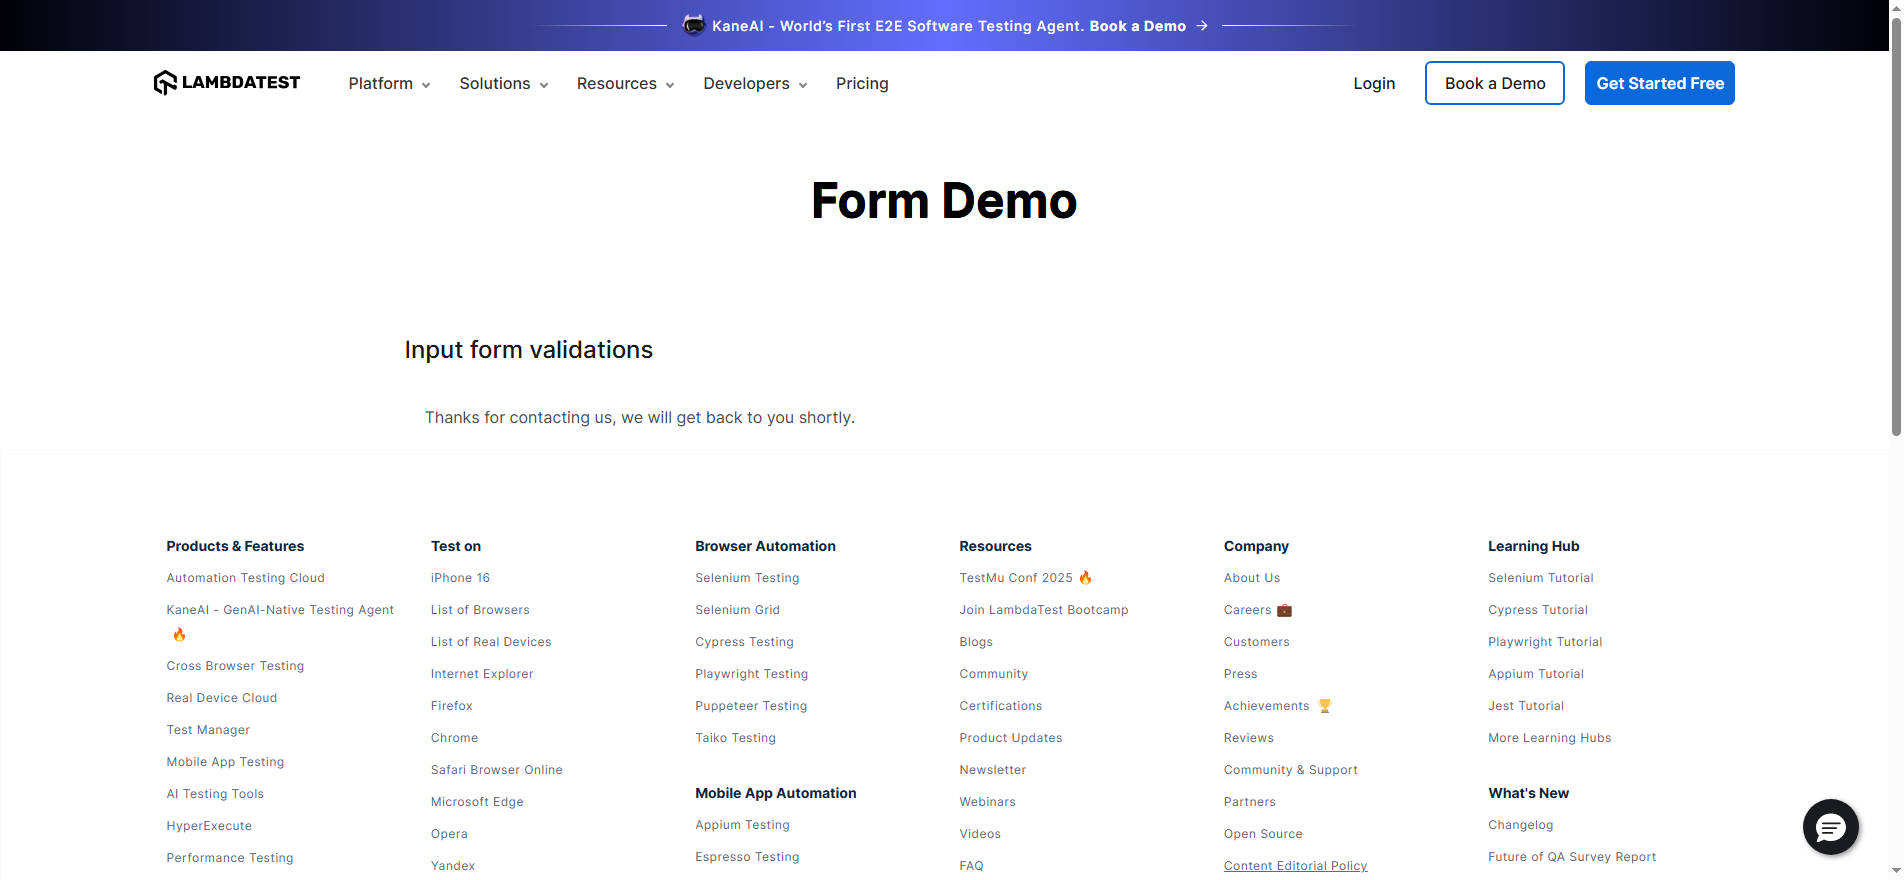 KaneAI - World's First E2E Software Testing Agent. Book a Demo →
LAMBDATEST
Platform
Solutions
Resources
Developers
Pricing
Login
Book a Demo
Get Started Free
Form Demo
Input form validations
Thanks for contacting us, we will get back to you shortly.
Products & Features
Automation Testing Cloud
KaneAI - GenAI-Native Testing Agent
🔥
Cross Browser Testing
Real Device Cloud
Test Manager
Mobile App Testing
AI Testing Tools
HyperExecute
Performance Testing
Test on
iPhone 16
List of Browsers
List of Real Devices
Internet Explorer
Firefox
Chrome
Safari Browser Online
Microsoft Edge
Opera
Yandex
Browser Automation
Selenium Testing
Selenium Grid
Cypress Testing
Playwright Testing
Puppeteer Testing
Taiko Testing
Mobile App Automation
Appium Testing
Espresso Testing
Resources
TestMu Conf 2025 🔥
Join LambdaTest Bootcamp
Blogs
Community
Certifications
Product Updates
Newsletter
Webinars
Videos
FAQ
Company
About Us
Careers 💼
Customers
Press
Achievements 🏆
Reviews
Community & Support
Partners
Open Source
Content Editorial Policy
Learning Hub
Selenium Tutorial
Cypress Tutorial
Playwright Tutorial
Appium Tutorial
Jest Tutorial
More Learning Hubs
What's New
Changelog
Future of QA Survey Report